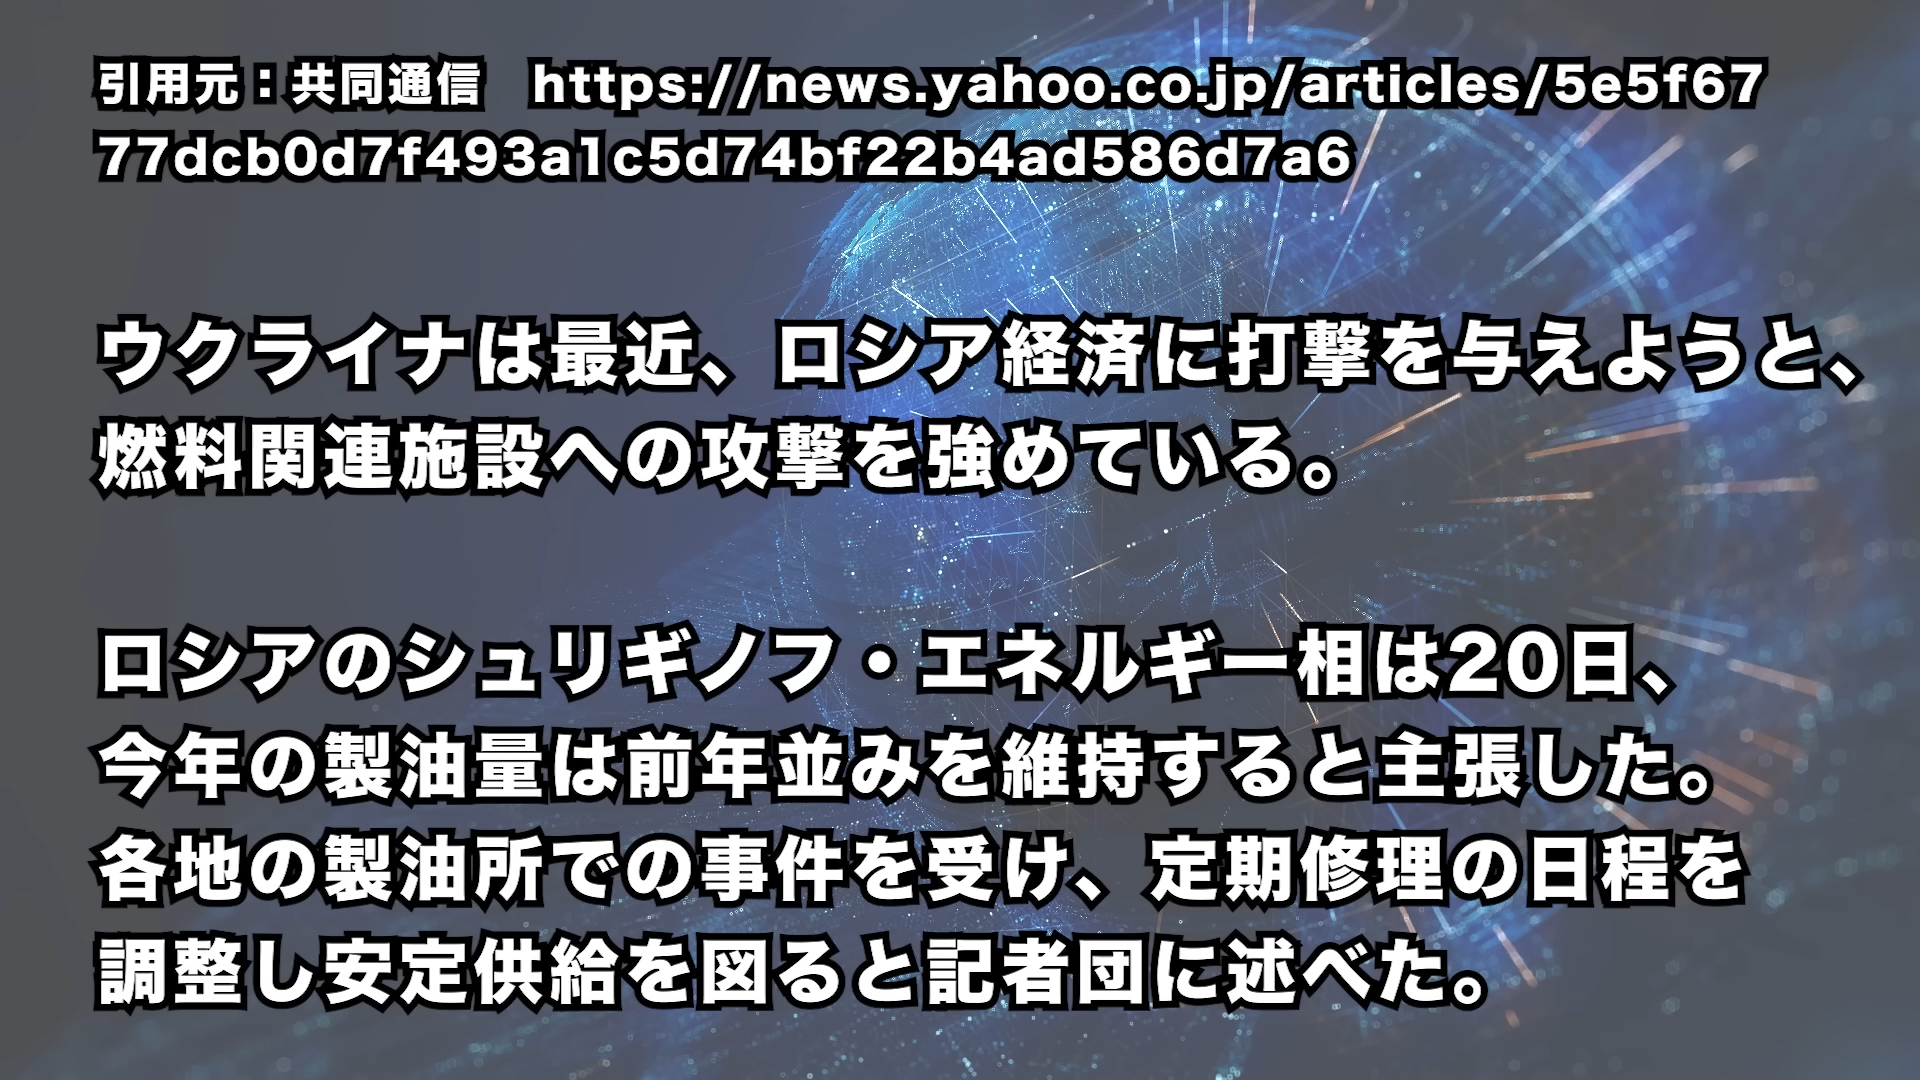 引用元：共同通信　https://news.yahoo.co.jp/articles/5e5f67
77dcb0d7f493a1c5d74bf22b4ad586d7a6
ウクライナは最近、ロシア経済に打撃を与えようと、
燃料関連施設への攻撃を強めている。
ロシアのシュリギノフ・エネルギー相は20日、
今年の製油量は前年並みを維持すると主張した。
各地の製油所での事件を受け、定期修理の日程を
調整し安定供給を図ると記者団に述べた。